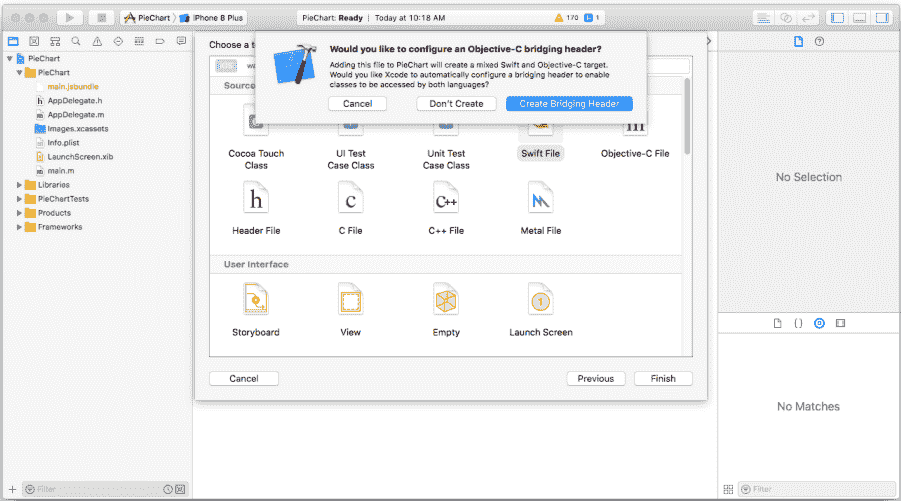 PieChart
iPhone 8 Plus
PieChart: Ready | Today at 10:18 AM
170
1
PieChart
PieChart
main.jsbundle
AppDelegate.h
AppDelegate.m
Images.xcassets
Info.plist
LaunchScreen.xib
main.m
Libraries
PieChartTests
Products
Frameworks
Filter
Choose a t
wa
Would you like to configure an Objective-C bridging header?
Adding this file to PieChart will create a mixed Swift and Objective-C target.
Would you like Xcode to automatically configure a bridging header to enable
classes to be accessed by both languages?
Cancel
Don't Create
Create Bridging Header
Source
Cocoa Touch
Class
UI Test
Case Class
Unit Test
Case Class
Swift File
m
Objective-C File
h
Header File
c
C File
C++
C++ File
Metal File
User Interface
Storyboard
View
Empty
1
Launch Screen
Cancel
Previous
Finish
No Selection
No Matches
Filter